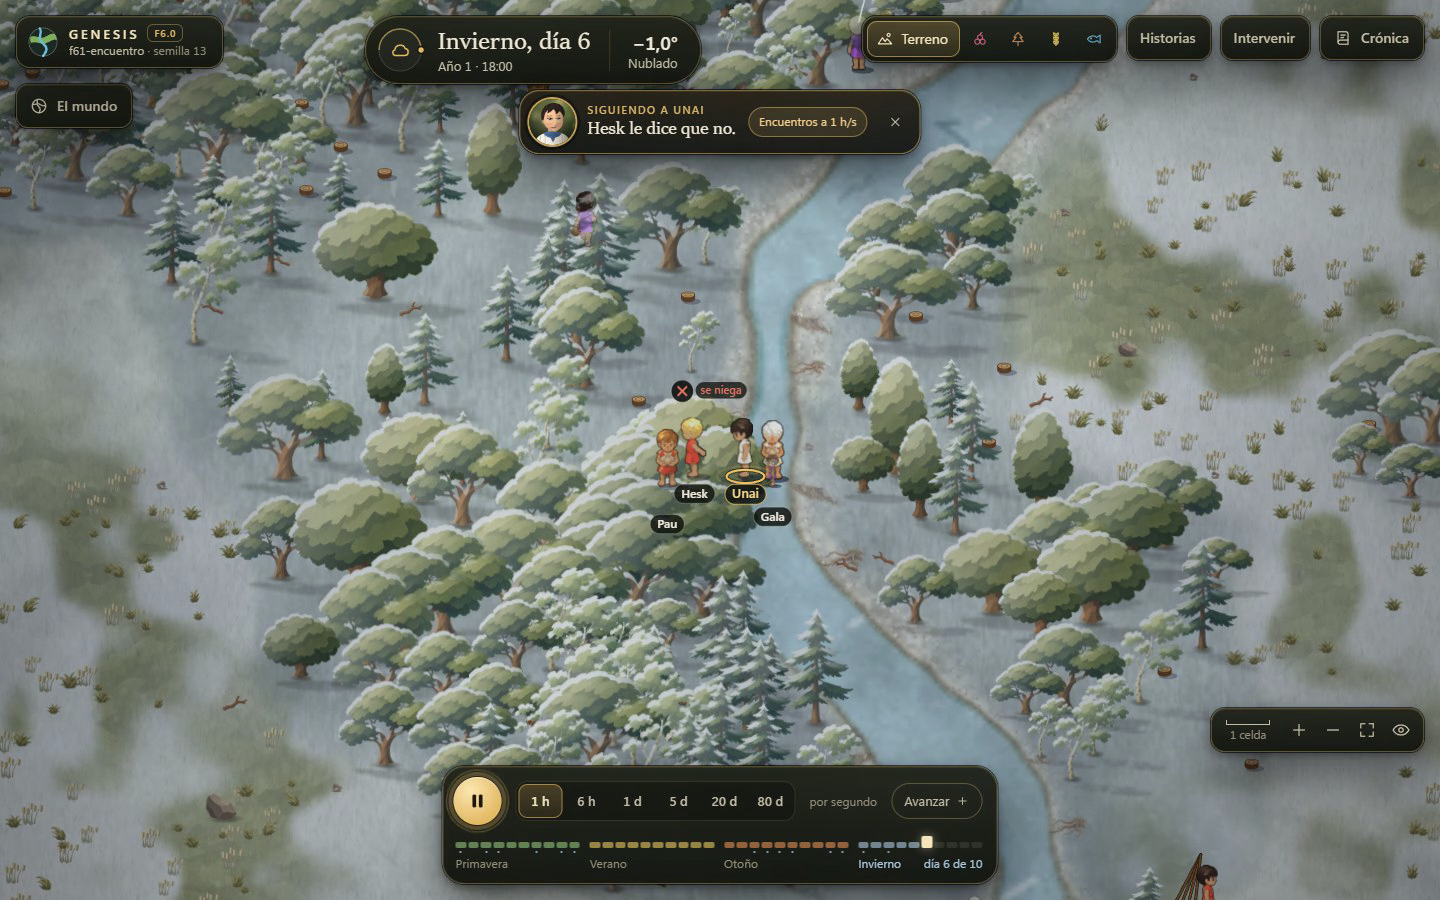 GENESIS F6.0
f61-encuentro · semilla 13
El mundo
Invierno, día 6
Año 1 · 18:00
−1,0°
Nublado
Terreno
Historias
Intervenir
Crónica
SIGUIENDO A UNAI
Hesk le dice que no.
Encuentros a 1 h/s
se niega
Hesk
Unai
Pau
Gala
1 celda
1 h 6 h 1 d 5 d 20 d 80 d por segundo Avanzar +
Primavera Verano Otoño Invierno día 6 de 10